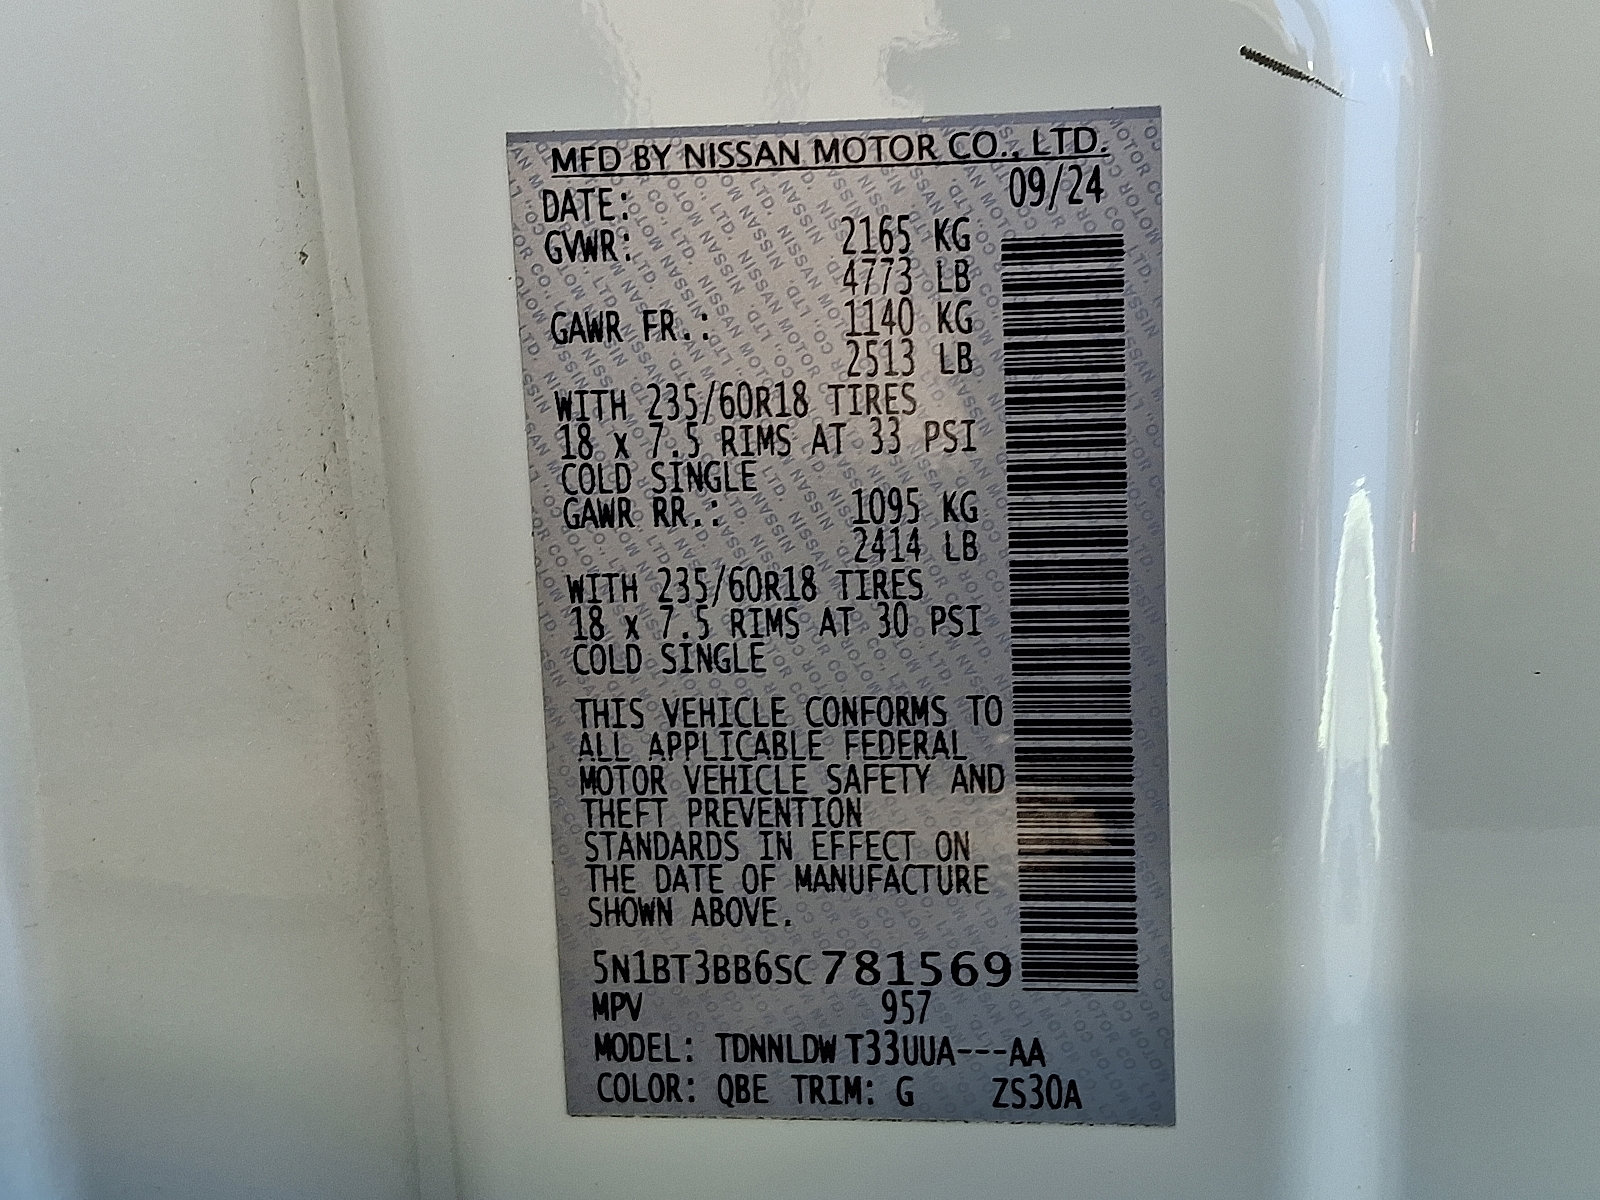 MFD BY NISSAN MOTOR CO., LTD.
DATE: 09/24
GVWR: 2165 KG
4773 LB
GAWR FR.: 1140 KG
2513 LB
WITH 235/60R18 TIRES
18 x 7.5 RIMS AT 33 PSI
COLD SINGLE
GAWR RR.: 1095 KG
2414 LB
WITH 235/60R18 TIRES
18 x 7.5 RIMS AT 30 PSI
COLD SINGLE
THIS VEHICLE CONFORMS TO
ALL APPLICABLE FEDERAL
MOTOR VEHICLE SAFETY AND
THEFT PREVENTION
STANDARDS IN EFFECT ON
THE DATE OF MANUFACTURE
SHOWN ABOVE.
5N1BT3BB6SC781569
MPV 957
MODEL: TDNNLDWT33UUA---AA
COLOR: QBE TRIM: G ZS30A